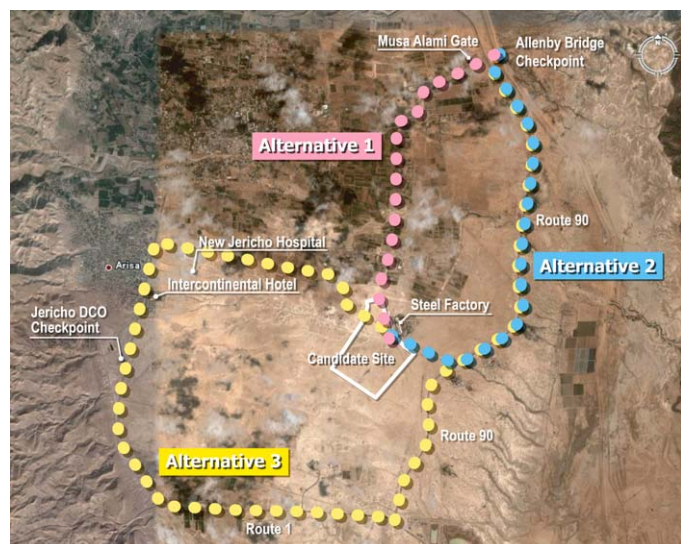 Musa Alami Gate
Allenby Bridge
Checkpoint
N
Alternative 1
Route 90
New Jericho Hospital
Arisa
Alternative 2
Intercontinental Hotel
Jericho DCO
Checkpoint
Steel Factory
Candidate Site
Route 90
Alternative 3
Route 1